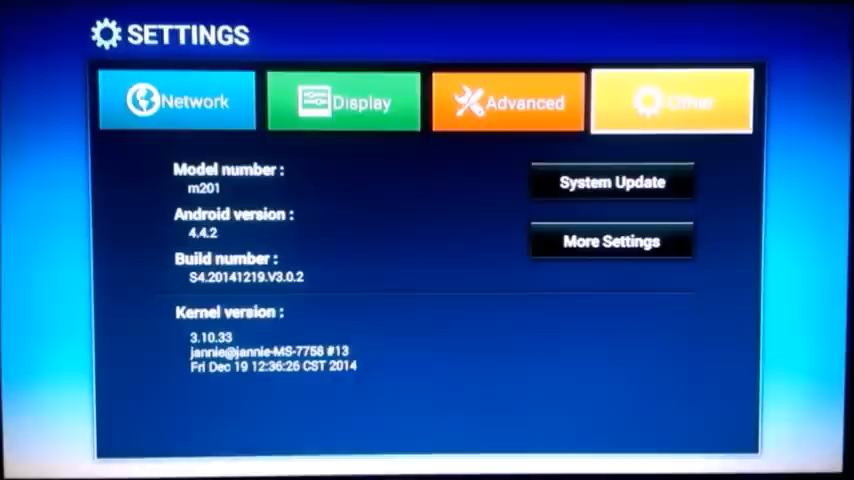 SETTINGS
Network
Display
Advanced
Other
Model number :
m201
System Update
Android version :
4.4.2
More Settings
Build number :
S4.20141219.V3.0.2
Kernel version :
3.10.33
jannie@jannie-MS-7758 #13
Fri Dec 19 12:36:26 CST 2014